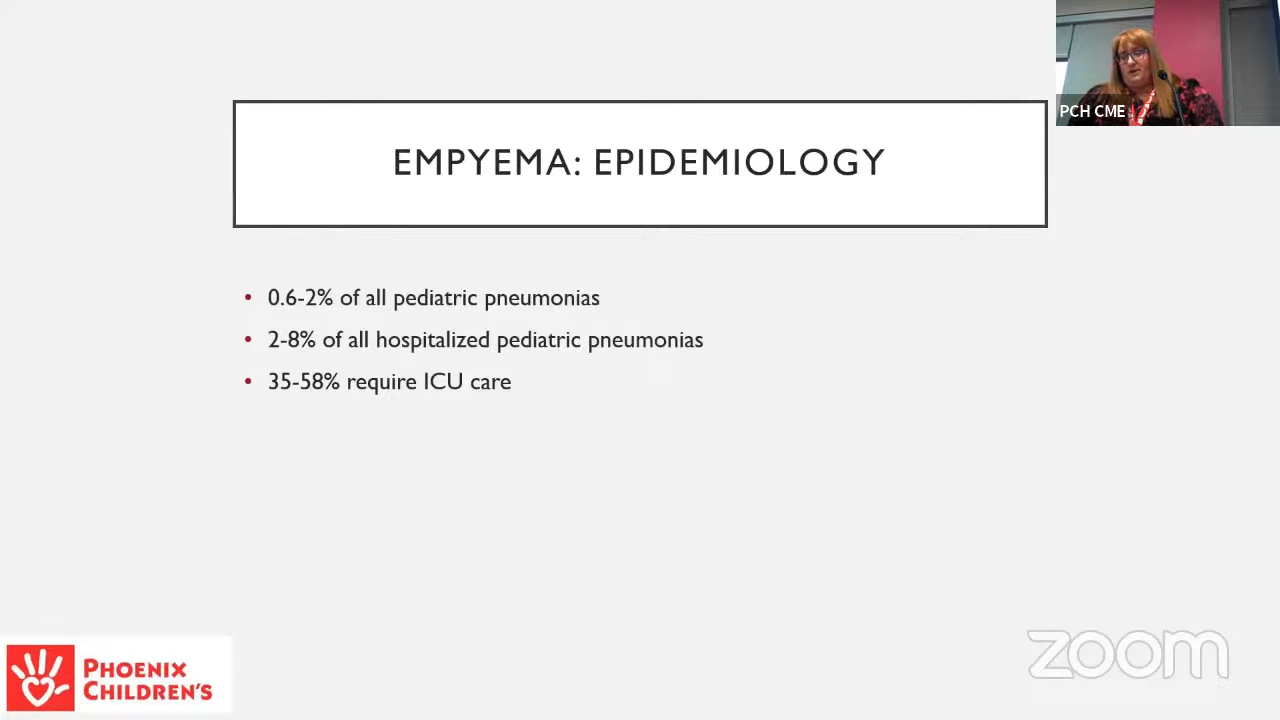 PCH CME
EMPYEMA: EPIDEMIOLOGY
• 0.6-2% of all pediatric pneumonias
• 2-8% of all hospitalized pediatric pneumonias
• 35-58% require ICU care
PHOENIX
CHILDREN'S
zoom